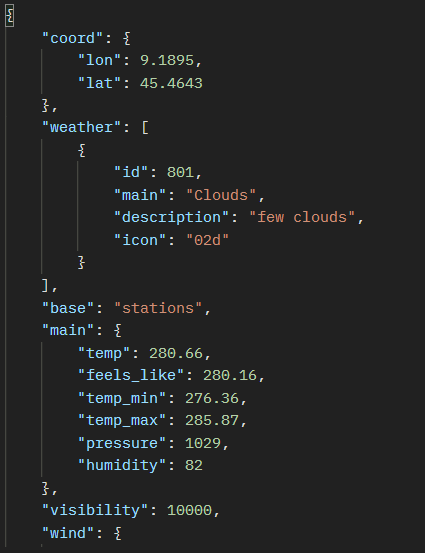 {
    "coord": {
        "lon": 9.1895,
        "lat": 45.4643
    },
    "weather": [
        {
            "id": 801,
            "main": "Clouds",
            "description": "few clouds",
            "icon": "02d"
        }
    ],
    "base": "stations",
    "main": {
        "temp": 280.66,
        "feels_like": 280.16,
        "temp_min": 276.36,
        "temp_max": 285.87,
        "pressure": 1029,
        "humidity": 82
    },
    "visibility": 10000,
    "wind": {